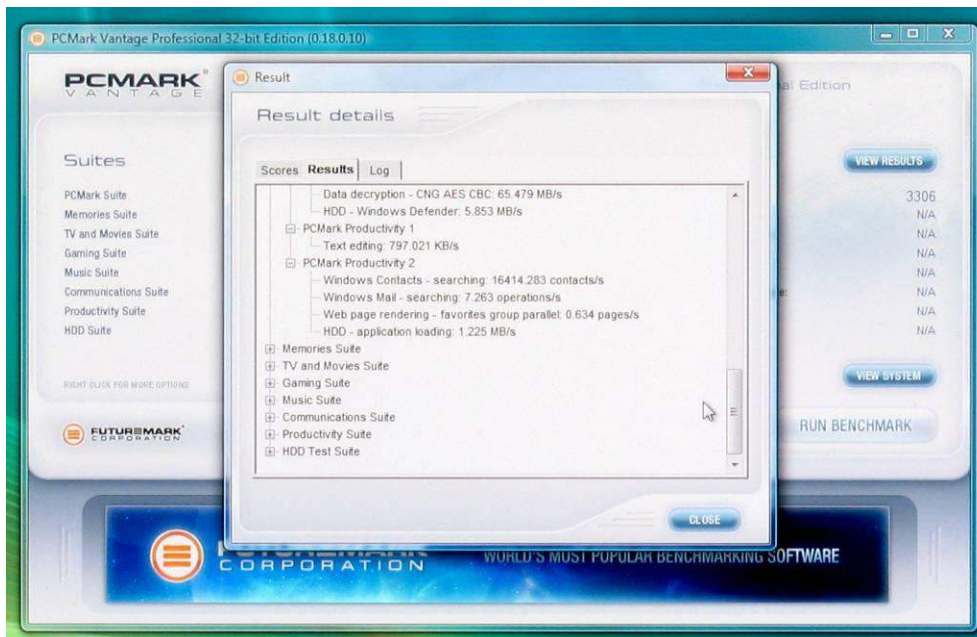 PCMark Vantage Professional 32-bit Edition (0.18.0.10)
PCMARK
VANTAGE
al Edition
Result
Result details
Scores Results Log
Data decryption - CNG AES CBC: 65.479 MB/s
HDD - Windows Defender: 5.853 MB/s
PCMark Productivity 1
Text editing: 797.021 KB/s
PCMark Productivity 2
Windows Contacts - searching: 16414.283 contacts/s
Windows Mail - searching: 7.263 operations/s
Web page rendering - favorites group parallel: 0.634 pages/s
HDD - application loading: 1.225 MB/s
Memories Suite
TV and Movies Suite
Gaming Suite
Music Suite
Communications Suite
Productivity Suite
HDD Test Suite
CLOSE
Suites
VIEW RESULTS
PCMark Suite 3306
Memories Suite N/A
TV and Movies Suite N/A
Gaming Suite N/A
Music Suite N/A
Communications Suite e: N/A
Productivity Suite N/A
HDD Suite N/A
RIGHT CLICK FOR MORE OPTIONS
VIEW SYSTEM
FUTUREMARK
CORPORATION
RUN BENCHMARK
FUTUREMARK
CORPORATION
WORLD'S MOST POPULAR BENCHMARKING SOFTWARE